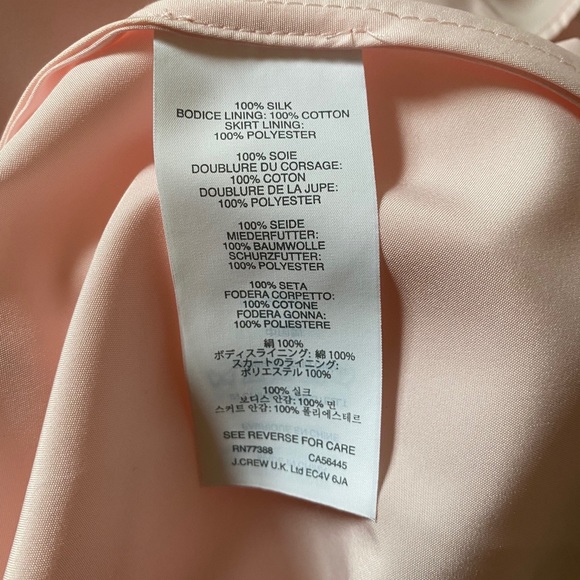 100% SILK
BODICE LINING: 100% COTTON
SKIRT LINING:
100% POLYESTER
100% SOIE
DOUBLURE DU CORSAGE:
100% COTON
DOUBLURE DE LA JUPE:
100% POLYESTER
100% SEIDE
MIEDERFUTTER:
100% BAUMWOLLE
SCHURZFUTTER:
100% POLYESTER
100% SETA
FODERA CORPETTO:
100% COTONE
FODERA GONNA:
100% POLIESTERE
絹 100%
ボディスライニング: 綿 100%
スカートのライニング:
ポリエステル 100%
100% 실크
보디스 안감: 100% 면
스커트 안감: 100% 폴리에스테르
SEE REVERSE FOR CARE
RN77388 CA56445
J.CREW U.K. Ltd EC4V 6JA